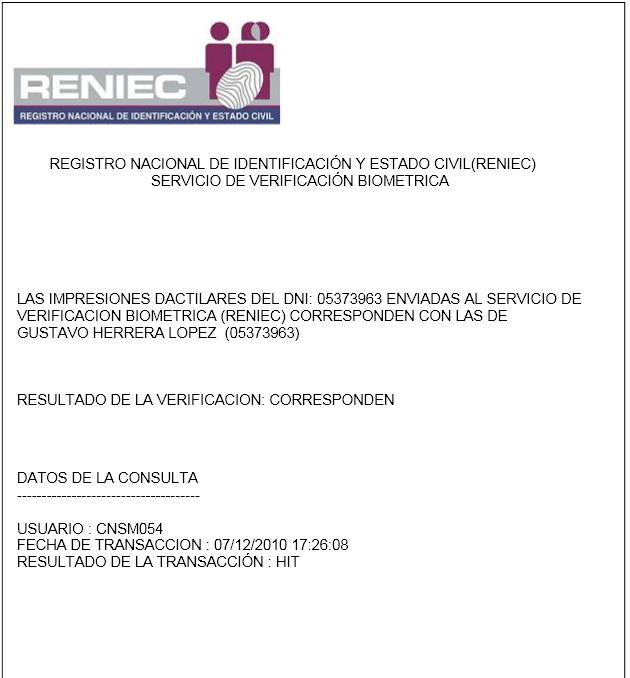 RENIEC
REGISTRO NACIONAL DE IDENTIFICACIÓN Y ESTADO CIVIL
REGISTRO NACIONAL DE IDENTIFICACIÓN Y ESTADO CIVIL(RENIEC)
SERVICIO DE VERIFICACIÓN BIOMETRICA
LAS IMPRESIONES DACTILARES DEL DNI: 05373963 ENVIADAS AL SERVICIO DE
VERIFICACION BIOMETRICA (RENIEC) CORRESPONDEN CON LAS DE
GUSTAVO HERRERA LOPEZ (05373963)
RESULTADO DE LA VERIFICACION: CORRESPONDEN
DATOS DE LA CONSULTA
-------------------------------------
USUARIO : CNSM054
FECHA DE TRANSACCION : 07/12/2010 17:26:08
RESULTADO DE LA TRANSACCIÓN : HIT